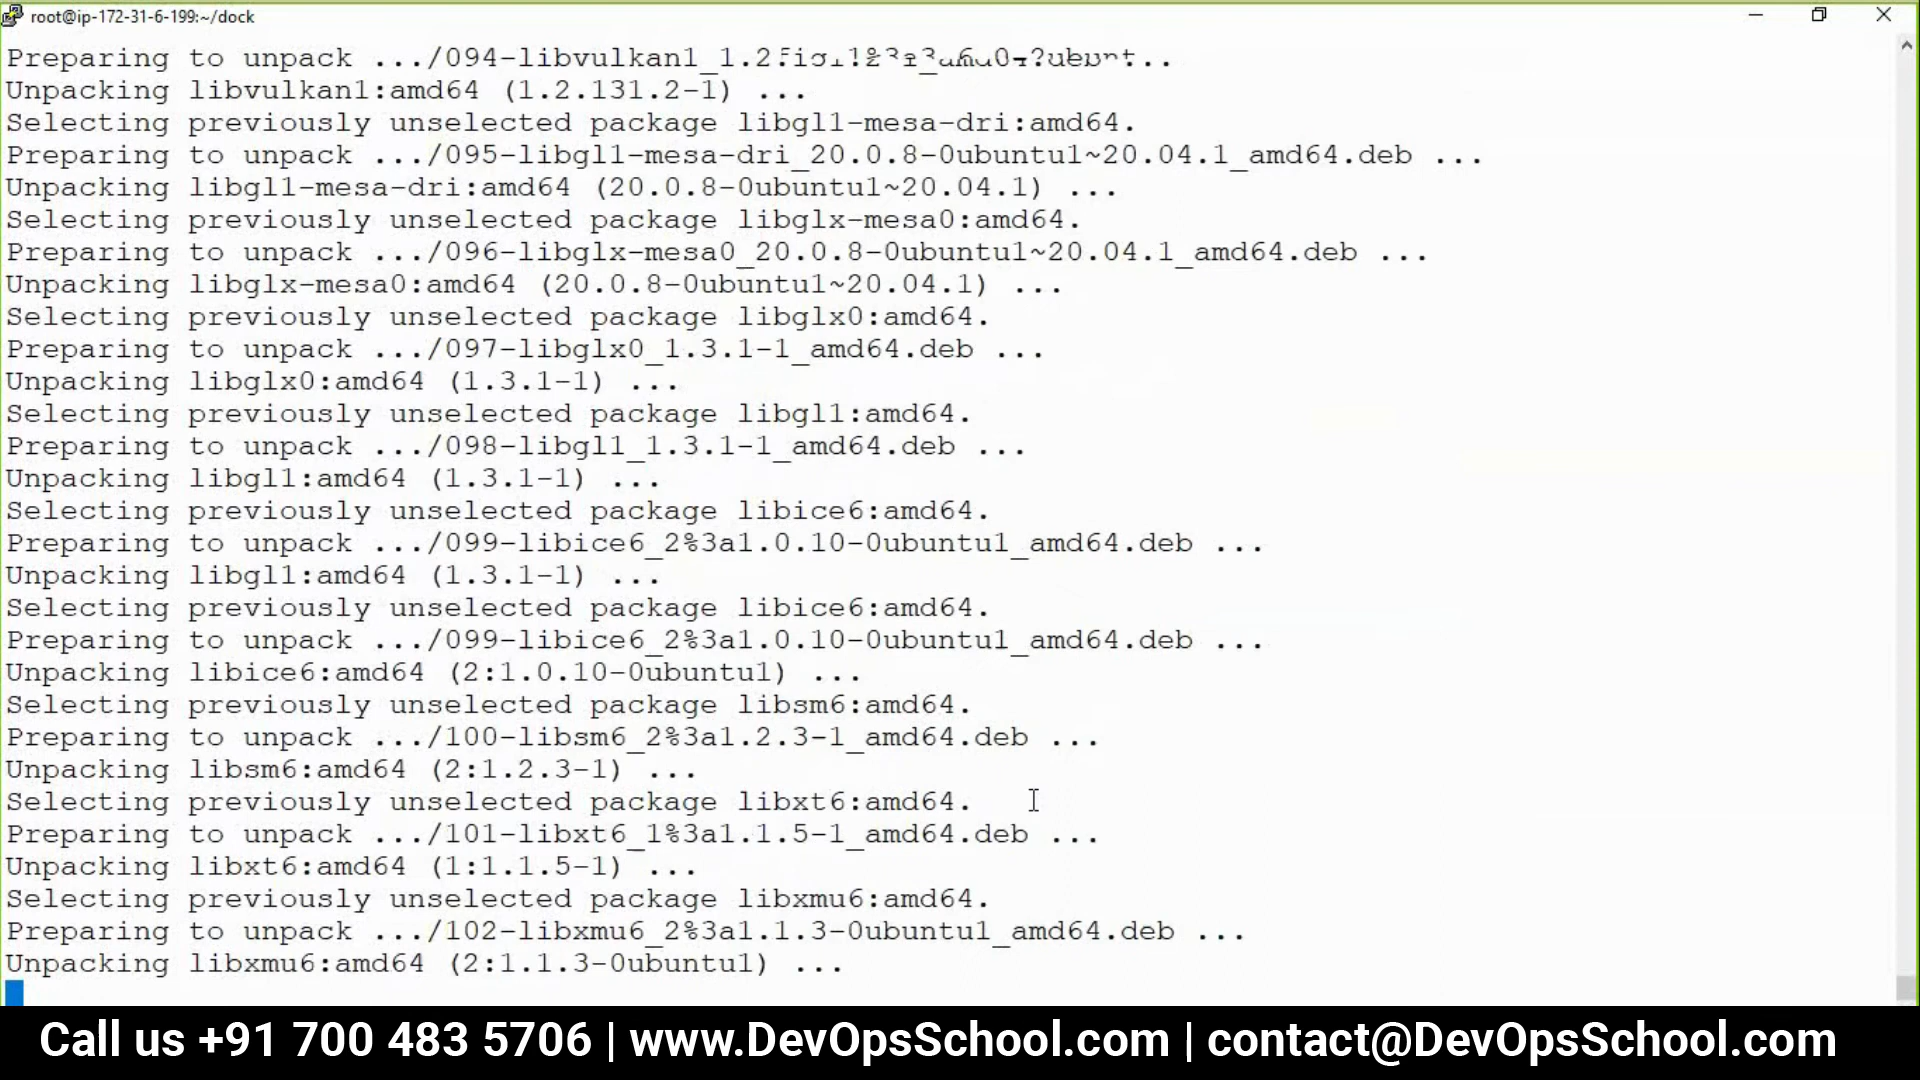 root@ip-172-31-6-199:~/dock
Preparing to unpack .../094-libvulkan1_1.2
Unpacking libvulkan1:amd64 (1.2.131.2-1) ...
Selecting previously unselected package libgl1-mesa-dri:amd64.
Preparing to unpack .../095-libgl1-mesa-dri_20.0.8-0ubuntu1~20.04.1_amd64.deb ...
Unpacking libgl1-mesa-dri:amd64 (20.0.8-0ubuntu1~20.04.1) ...
Selecting previously unselected package libglx-mesa0:amd64.
Preparing to unpack .../096-libglx-mesa0_20.0.8-0ubuntu1~20.04.1_amd64.deb ...
Unpacking libglx-mesa0:amd64 (20.0.8-0ubuntu1~20.04.1) ...
Selecting previously unselected package libglx0:amd64.
Preparing to unpack .../097-libglx0_1.3.1-1_amd64.deb ...
Unpacking libglx0:amd64 (1.3.1-1) ...
Selecting previously unselected package libgl1:amd64.
Preparing to unpack .../098-libgl1_1.3.1-1_amd64.deb ...
Unpacking libgl1:amd64 (1.3.1-1) ...
Selecting previously unselected package libice6:amd64.
Preparing to unpack .../099-libice6_2%3a1.0.10-0ubuntu1_amd64.deb ...
Unpacking libgl1:amd64 (1.3.1-1) ...
Selecting previously unselected package libice6:amd64.
Preparing to unpack .../099-libice6_2%3a1.0.10-0ubuntu1_amd64.deb ...
Unpacking libice6:amd64 (2:1.0.10-0ubuntu1) ...
Selecting previously unselected package libsm6:amd64.
Preparing to unpack .../100-libsm6_2%3a1.2.3-1_amd64.deb ...
Unpacking libsm6:amd64 (2:1.2.3-1) ...
Selecting previously unselected package libxt6:amd64.
Preparing to unpack .../101-libxt6_1%3a1.1.5-1_amd64.deb ...
Unpacking libxt6:amd64 (1:1.1.5-1) ...
Selecting previously unselected package libxmu6:amd64.
Preparing to unpack .../102-libxmu6_2%3a1.1.3-0ubuntu1_amd64.deb ...
Unpacking libxmu6:amd64 (2:1.1.3-0ubuntu1) ...
Call us +91 700 483 5706 | www.DevOpsSchool.com | contact@DevOpsSchool.com